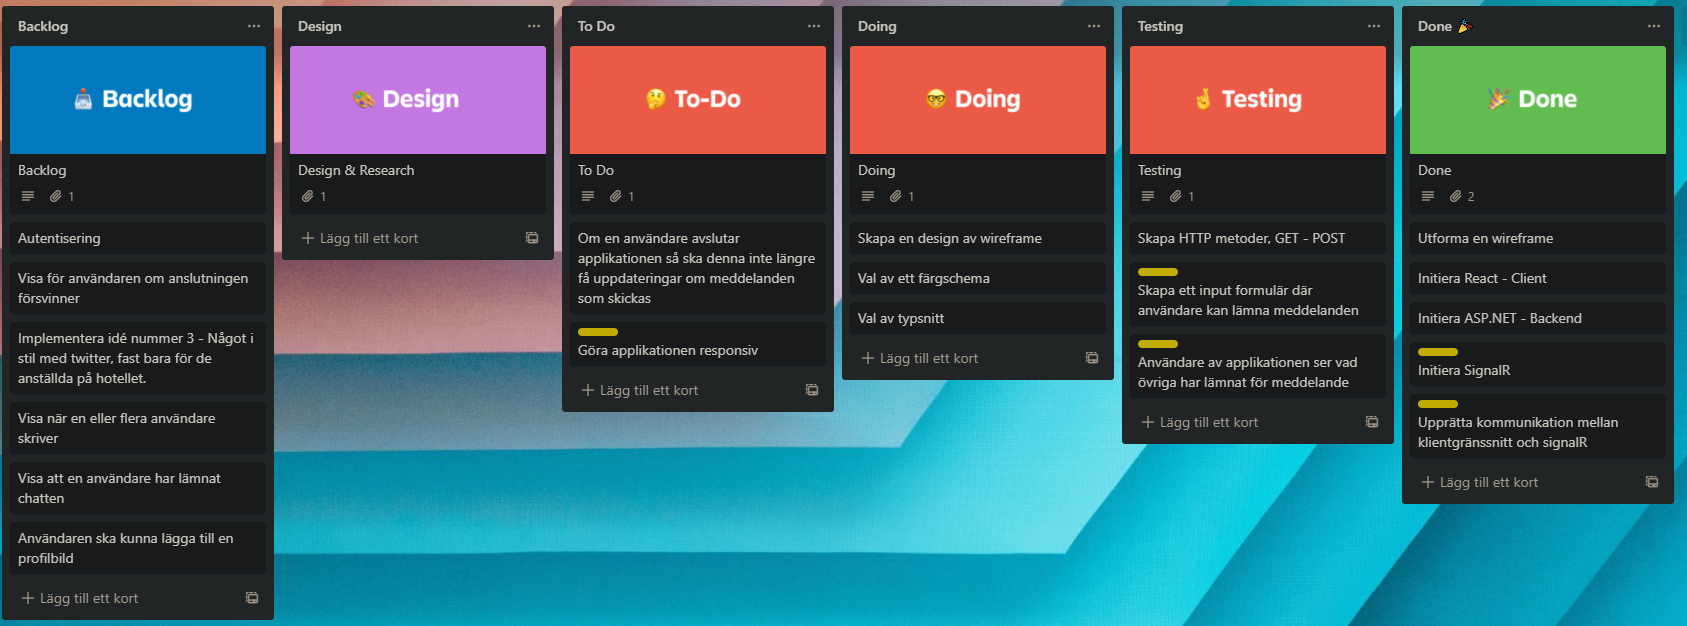 Backlog
Backlog
Backlog
1
Autentisering
Visa för användaren om anslutningen
försvinner
Implementera idé nummer 3 - Något i
stil med twitter, fast bara för de
anställda på hotellet.
Visa när en eller flera användare
skriver
Visa att en användare har lämnat
chatten
Användaren ska kunna lägga till en
profilbild
+ Lägg till ett kort
Design
Design
Design & Research
1
+ Lägg till ett kort
To Do
To-Do
To Do
1
Om en användare avslutar
applikationen så ska denna inte längre
få uppdateringar om meddelanden
som skickas
Göra applikationen responsiv
+ Lägg till ett kort
Doing
Doing
Doing
1
Skapa en design av wireframe
Val av ett färgschema
Val av typsnitt
+ Lägg till ett kort
Testing
Testing
Testing
1
Skapa HTTP metoder, GET - POST
Skapa ett input formulär där
användare kan lämna meddelanden
Användare av applikationen ser vad
övriga har lämnat för meddelande
+ Lägg till ett kort
Done 🎉
Done
Done
2
Utforma en wireframe
Initiera React - Client
Initiera ASP.NET - Backend
Initiera SignalR
Upprätta kommunikation mellan
klientgränssnitt och signalR
+ Lägg till ett kort